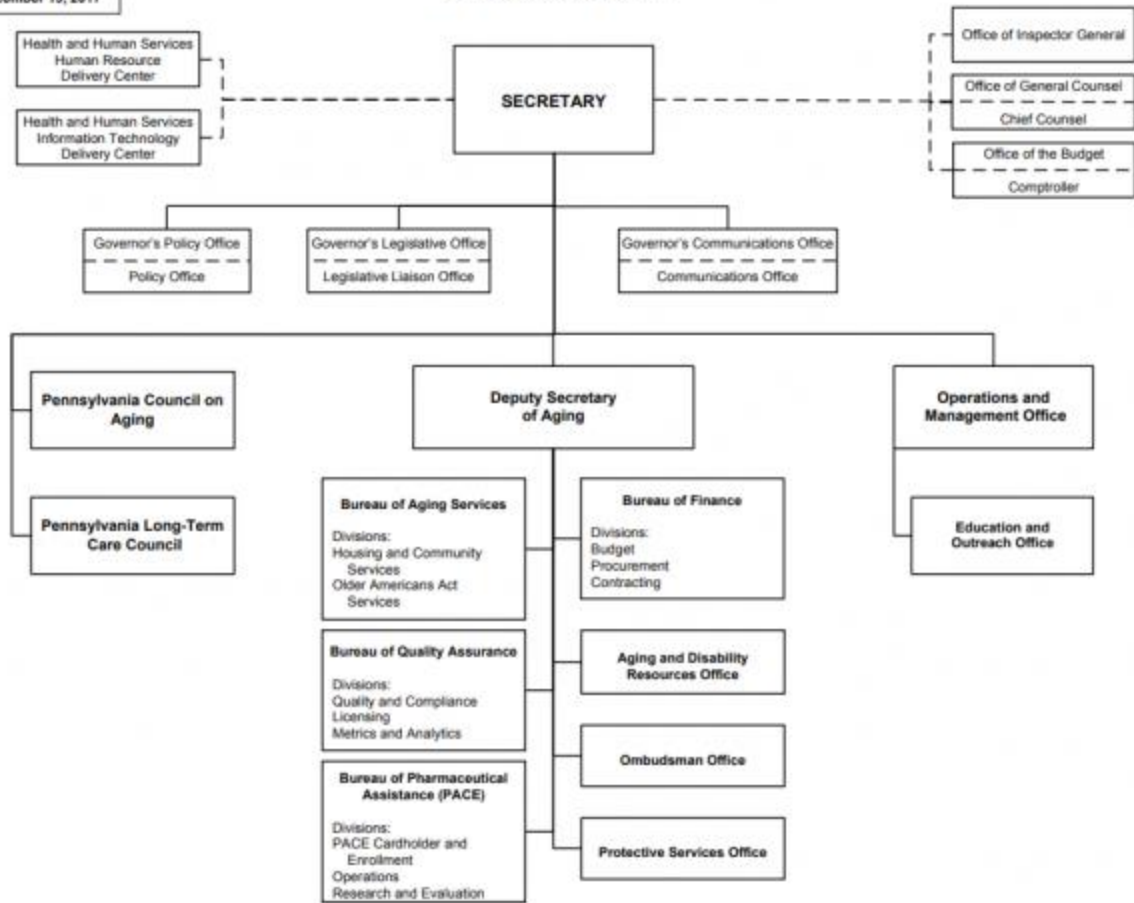 2017
Health and Human Services
Human Resource
Delivery Center
Health and Human Services
Information Technology
Delivery Center
SECRETARY
Office of Inspector General
Office of General Counsel
Chief Counsel
Office of the Budget
Comptroller
Governor's Policy Office
Policy Office
Governor's Legislative Office
Legislative Liaison Office
Governor's Communications Office
Communications Office
Pennsylvania Council on
Aging
Pennsylvania Long-Term
Care Council
Deputy Secretary
of Aging
Operations and
Management Office
Education and
Outreach Office
Bureau of Aging Services
Divisions:
Housing and Community
Services
Older Americans Act
Services
Bureau of Quality Assurance
Divisions:
Quality and Compliance
Licensing
Metrics and Analytics
Bureau of Pharmaceutical
Assistance (PACE)
Divisions:
PACE Cardholder and
Enrollment
Operations
Research and Evaluation
Bureau of Finance
Divisions:
Budget
Procurement
Contracting
Aging and Disability
Resources Office
Ombudsman Office
Protective Services Office